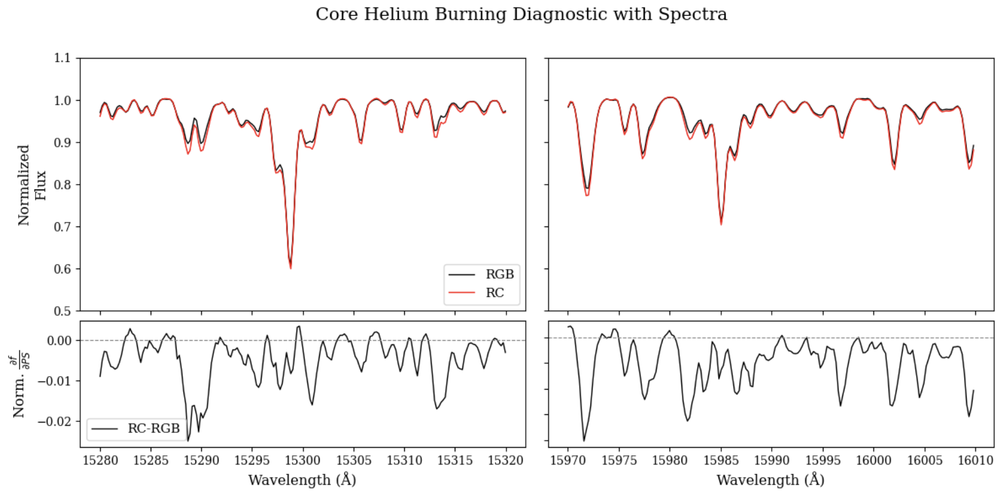 Core Helium Burning Diagnostic with Spectra
Normalized
Flux
1.1
1.0
0.9
0.8
0.7
0.6
0.5
RGB
RC
Norm. ∂f/∂PS
0.00
−0.01
−0.02
RC-RGB
15280 15285 15290 15295 15300 15305 15310 15315 15320
Wavelength (Å)
15970 15975 15980 15985 15990 15995 16000 16005 16010
Wavelength (Å)